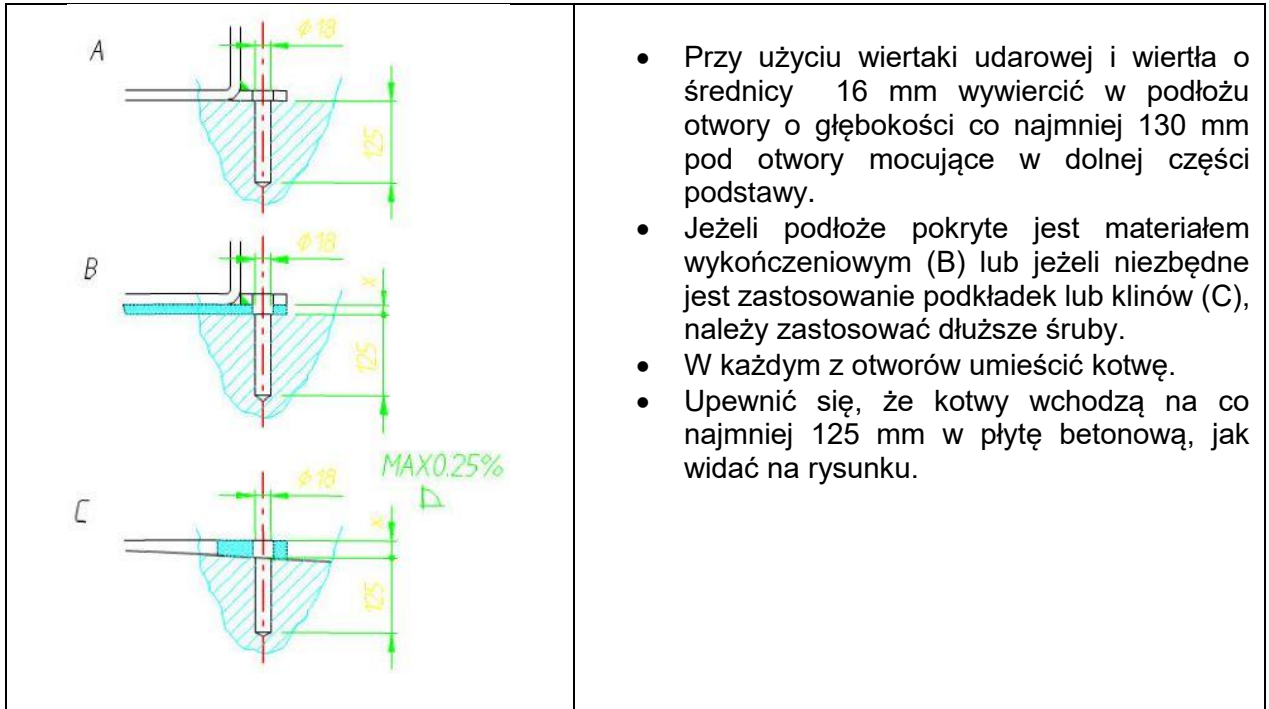 A
ϕ18
125
B
ϕ18
x
125
MAX0.25%
C
ϕ18
x
125
• Przy użyciu wiertaki udarowej i wiertła o
średnicy 16 mm wywiercić w podłożu
otwory o głębokości co najmniej 130 mm
pod otwory mocujące w dolnej części
podstawy.
• Jeżeli podłoże pokryte jest materiałem
wykończeniowym (B) lub jeżeli niezbędne
jest zastosowanie podkładek lub klinów (C),
należy zastosować dłuższe śruby.
• W każdym z otworów umieścić kotwę.
• Upewnić się, że kotwy wchodzą na co
najmniej 125 mm w płytę betonową, jak
widać na rysunku.